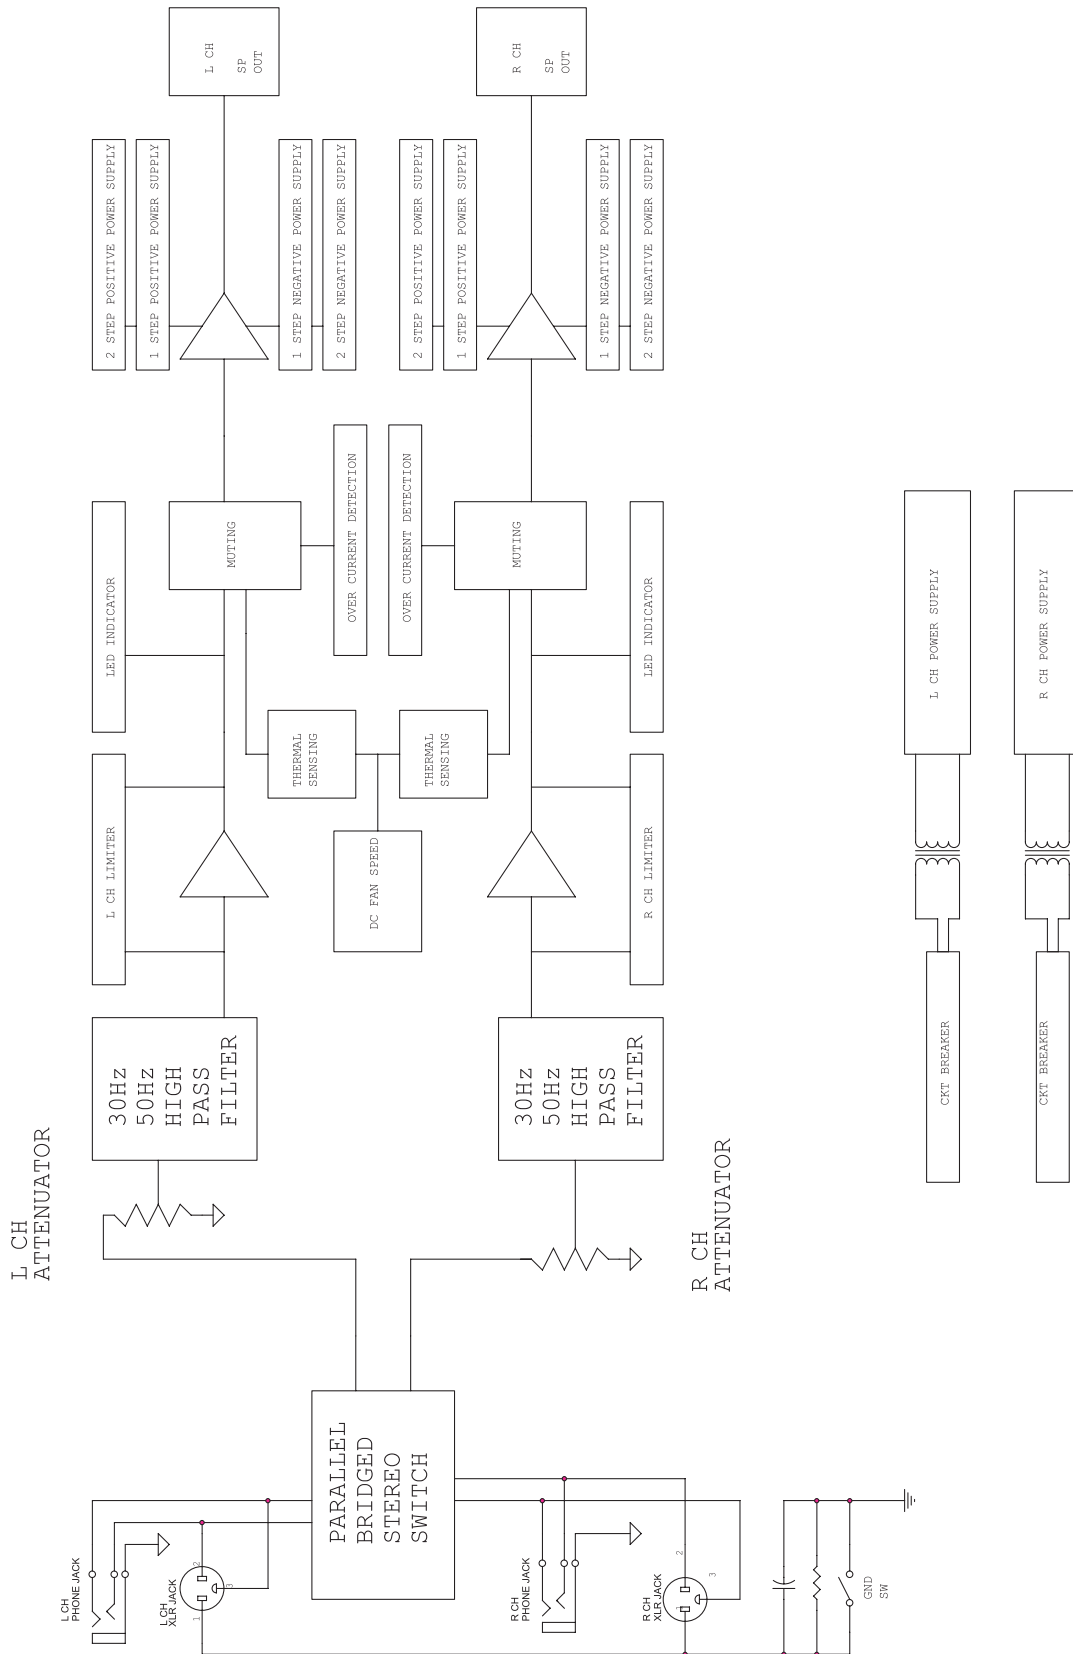 L CH
ATTENUATOR
L CH
PHONE JACK
L CH
XLR JACK
1
2
3
PARALLEL
BRIDGED
STEREO
SWITCH
R CH
PHONE JACK
R CH
XLR JACK
1
2
3
GND
SW
R CH
ATTENUATOR
30Hz
50Hz
HIGH
PASS
FILTER
30Hz
50Hz
HIGH
PASS
FILTER
L CH LIMITER
R CH LIMITER
DC FAN SPEED
THERMAL
SENSING
THERMAL
SENSING
LED INDICATOR
LED INDICATOR
MUTING
MUTING
OVER CURRENT DETECTION
OVER CURRENT DETECTION
2 STEP POSITIVE POWER SUPPLY
1 STEP POSITIVE POWER SUPPLY
1 STEP NEGATIVE POWER SUPPLY
2 STEP NEGATIVE POWER SUPPLY
2 STEP POSITIVE POWER SUPPLY
1 STEP POSITIVE POWER SUPPLY
1 STEP NEGATIVE POWER SUPPLY
2 STEP NEGATIVE POWER SUPPLY
L CH
SP
OUT
R CH
SP
OUT
CKT BREAKER
L CH POWER SUPPLY
CKT BREAKER
R CH POWER SUPPLY